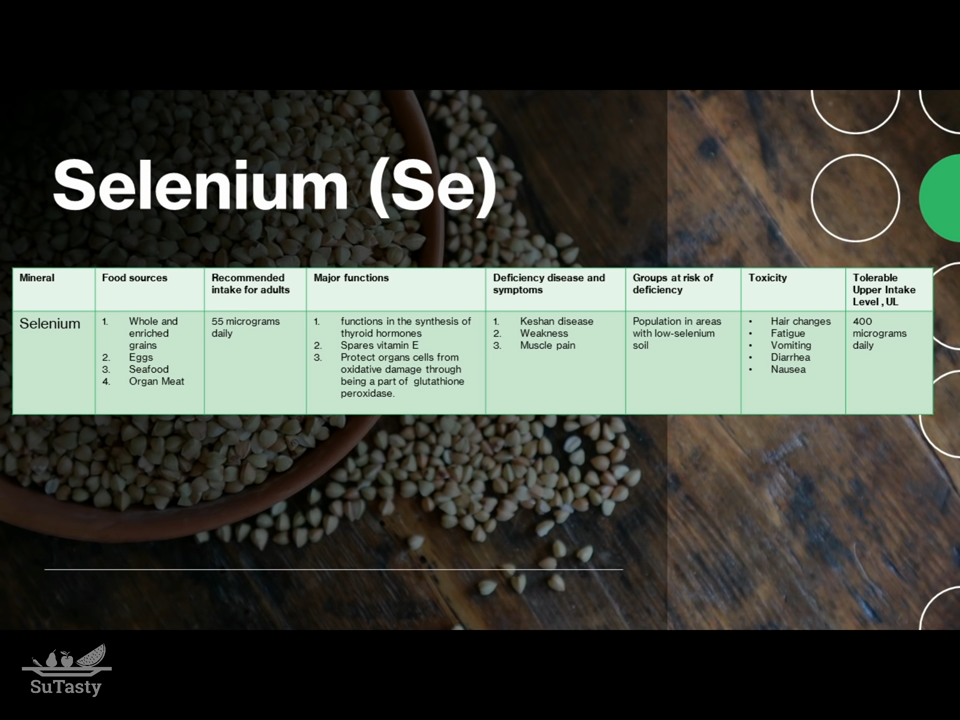 Selenium (Se)
Mineral
Food sources
Recommended
intake for adults
Major functions
Deficiency disease and
symptoms
Groups at risk of
deficiency
Toxicity
Tolerable
Upper Intake
Level , UL
Selenium
1. Whole and
enriched
grains
2. Eggs
3. Seafood
4. Organ Meat
55 micrograms
daily
1. functions in the synthesis of
thyroid hormones
2. Spares vitamin E
3. Protect organs cells from
oxidative damage through
being a part of glutathione
peroxidase.
1. Keshan disease
2. Weakness
3. Muscle pain
Population in areas
with low-selenium
soil
• Hair changes
• Fatigue
• Vomiting
• Diarrhea
• Nausea
400
micrograms
daily
SuTasty